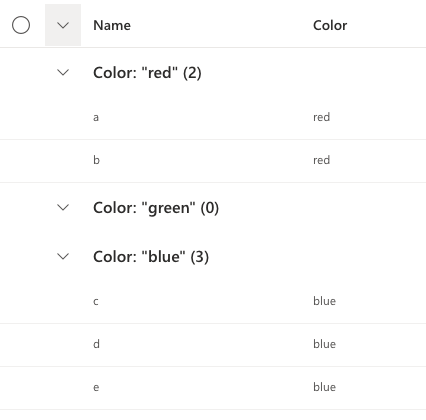 Name Color
Color: "red" (2)
a red
b red
Color: "green" (0)
Color: "blue" (3)
c blue
d blue
e blue